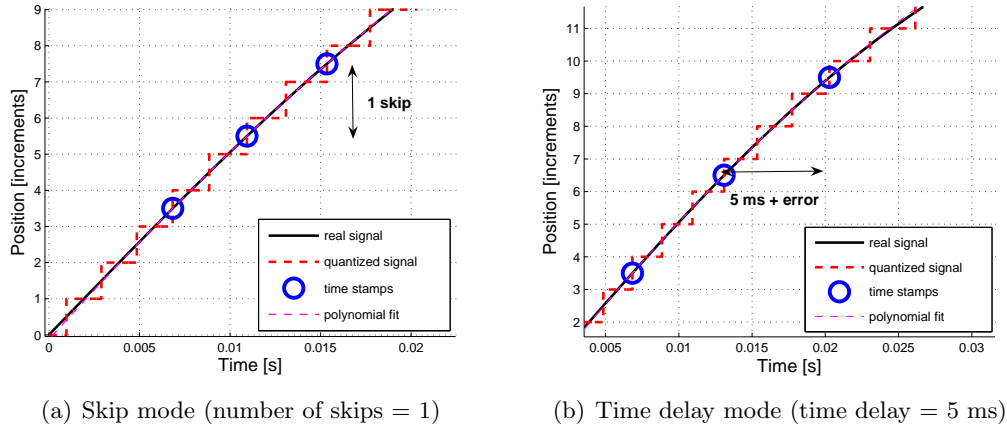 9
8
7
6
5
4
3
2
1
0
Position [increments]
0 0.005 0.01 0.015 0.02
Time [s]
1 skip
real signal
quantized signal
time stamps
polynomial fit
(a) Skip mode (number of skips = 1)
11
10
9
8
7
6
5
4
3
2
Position [increments]
0.005 0.01 0.015 0.02 0.025 0.03
Time [s]
5 ms + error
real signal
quantized signal
time stamps
polynomial fit
(b) Time delay mode (time delay = 5 ms)